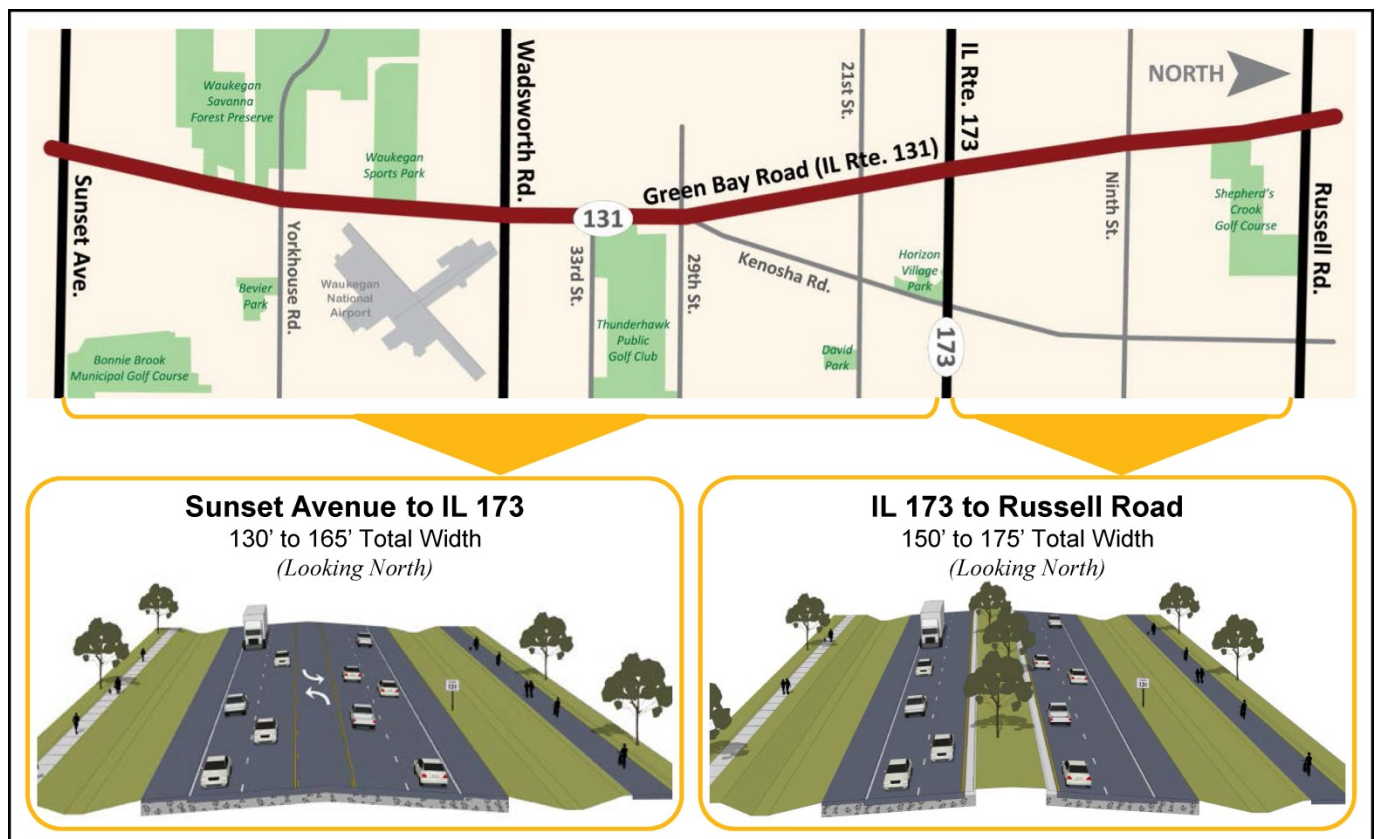 Waukegan
Savanna
Forest Preserve
Waukegan
Sports Park
Wadsworth Rd.
21st St.
IL Rte. 173
NORTH
Sunset Ave.
Yorkhouse Rd.
Bevier
Park
Waukegan
National
Airport
Bonnie Brook
Municipal Golf Course
131
Green Bay Road (IL Rte. 131)
33rd St.
29th St.
Thunderhawk
Public
Golf Club
Kenosha Rd.
Horizon
Village
Park
David
Park
173
Ninth St.
Shepherd's
Crook
Golf Course
Russell Rd.
Sunset Avenue to IL 173
130’ to 165’ Total Width
(Looking North)
131
IL 173 to Russell Road
150’ to 175’ Total Width
(Looking North)
131